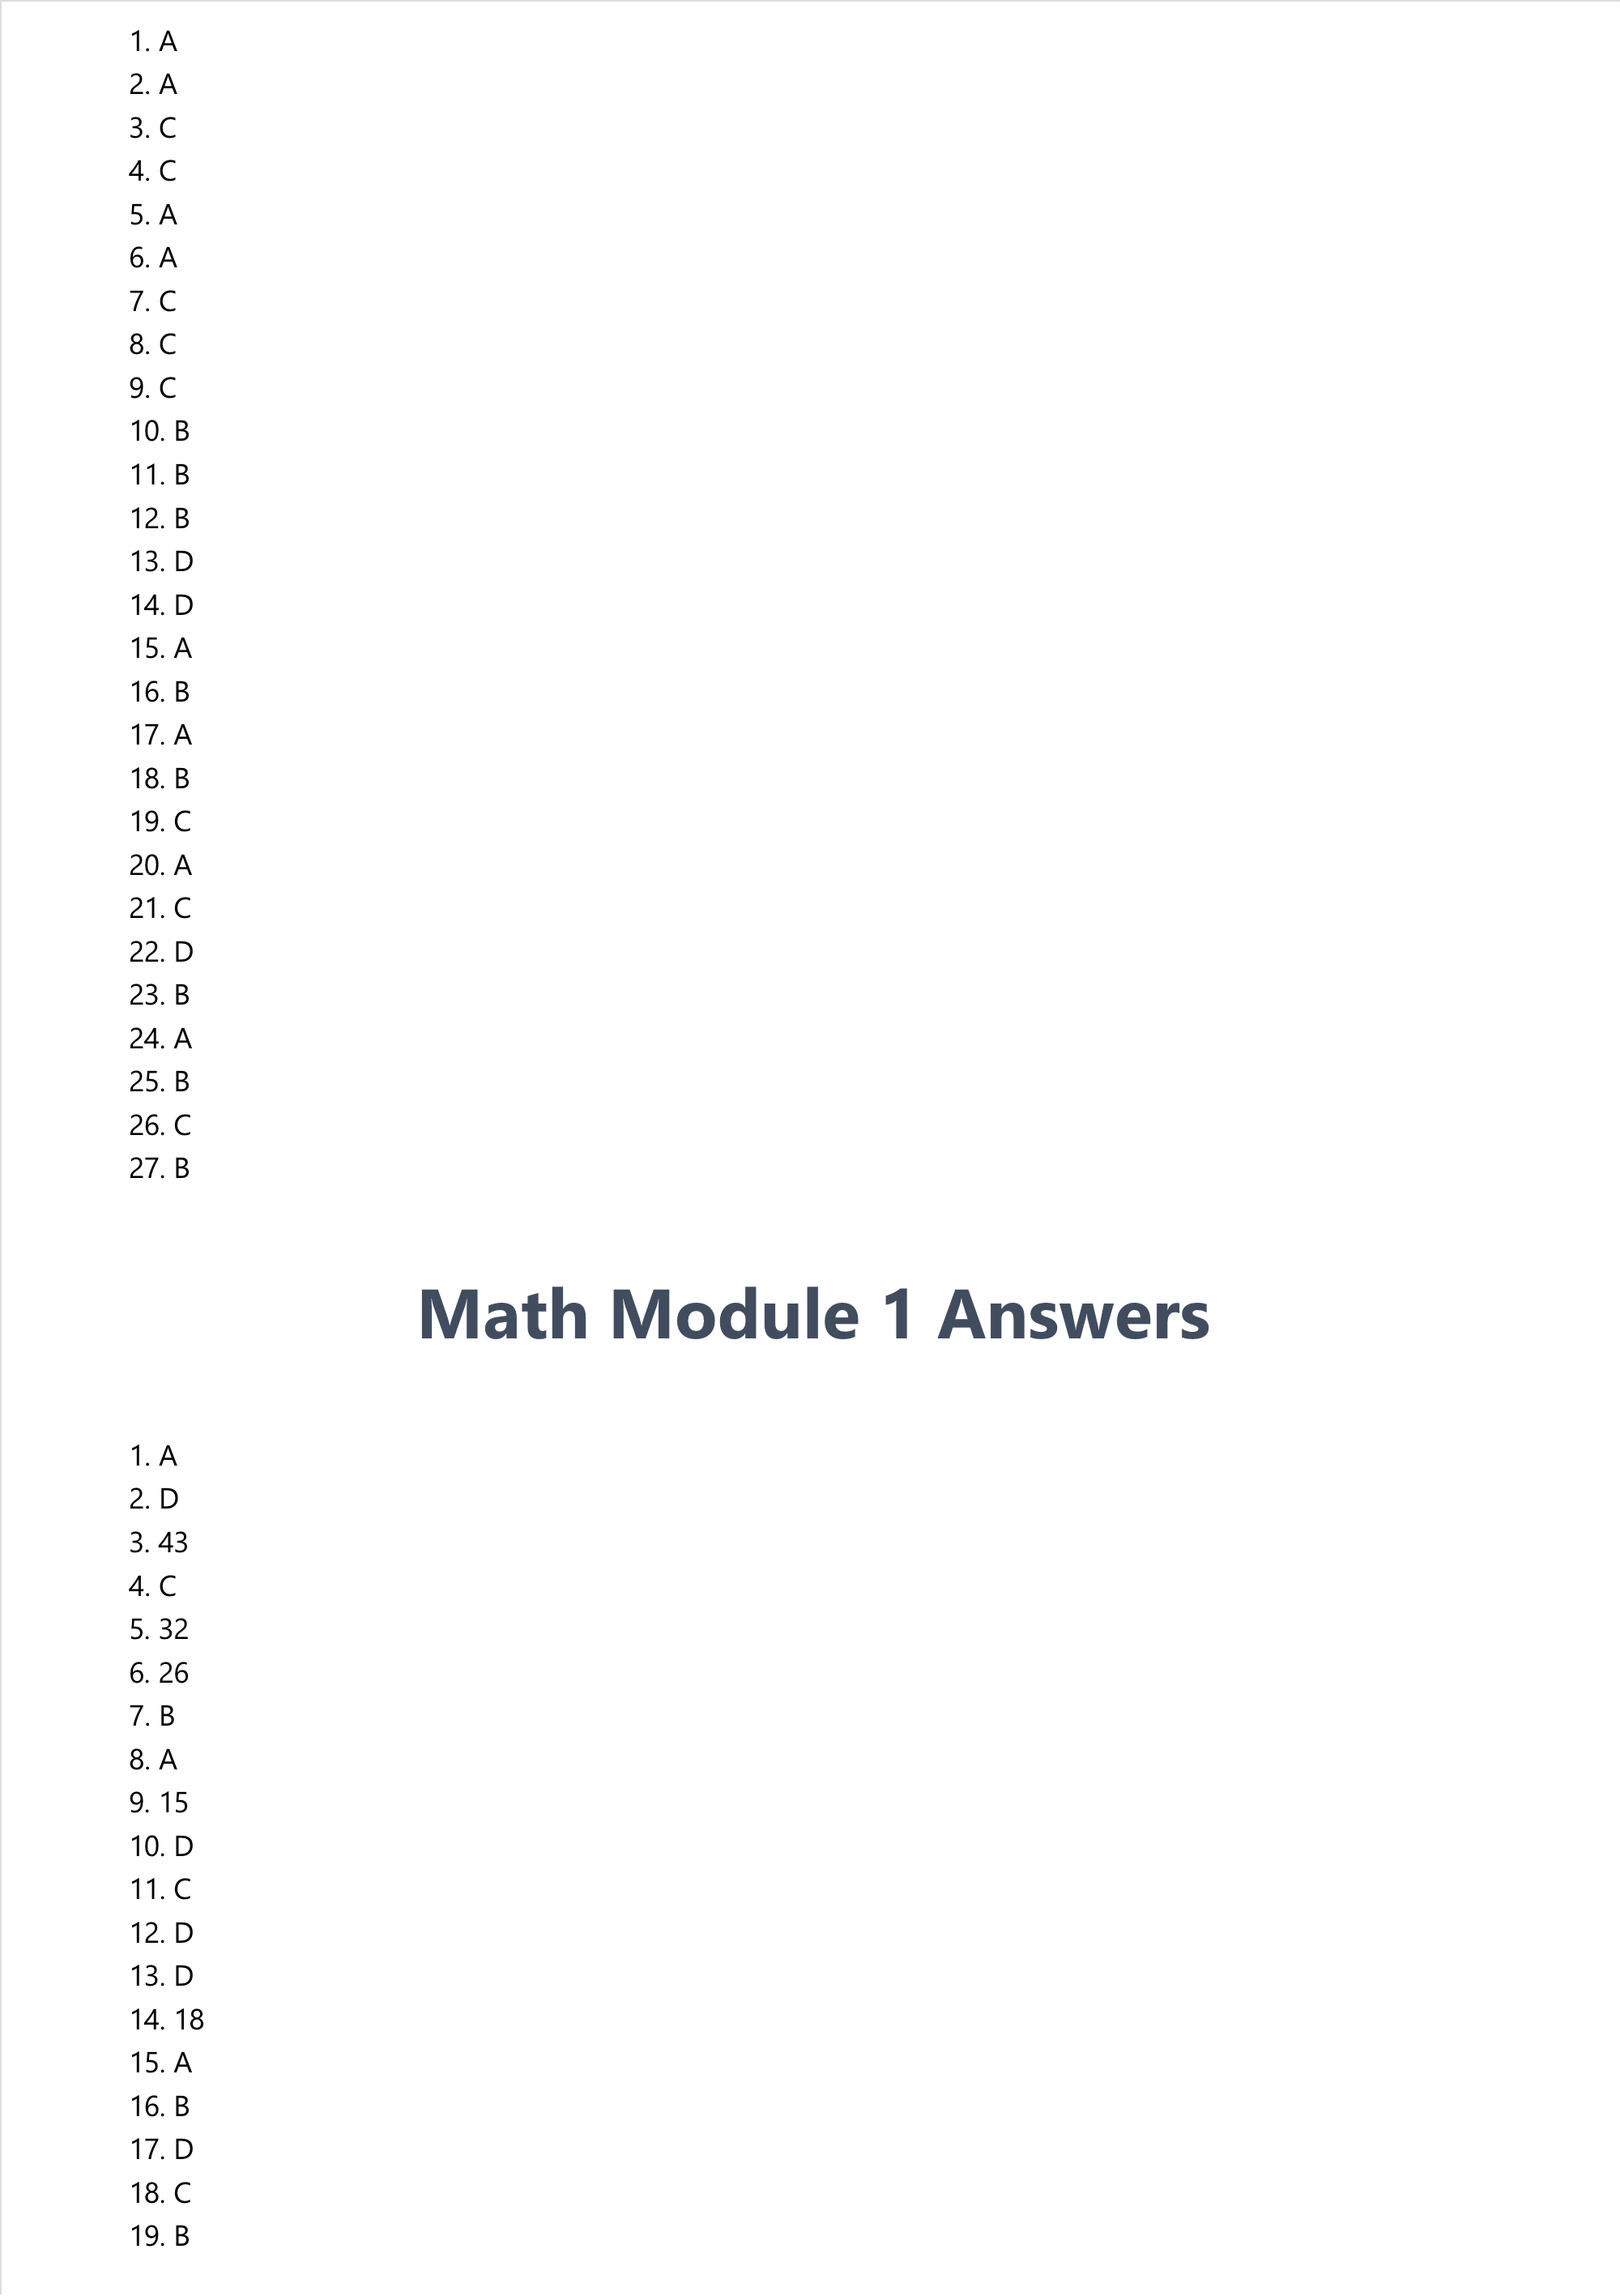 1. A
2. A
3. C
4. C
5. A
6. A
7. C
8. C
9. C
10. B
11. B
12. B
13. D
14. D
15. A
16. B
17. A
18. B
19. C
20. A
21. C
22. D
23. B
24. A
25. B
26. C
27. B
Math Module 1 Answers
1. A
2. D
3. 43
4. C
5. 32
6. 26
7. B
8. A
9. 15
10. D
11. C
12. D
13. D
14. 18
15. A
16. B
17. D
18. C
19. B